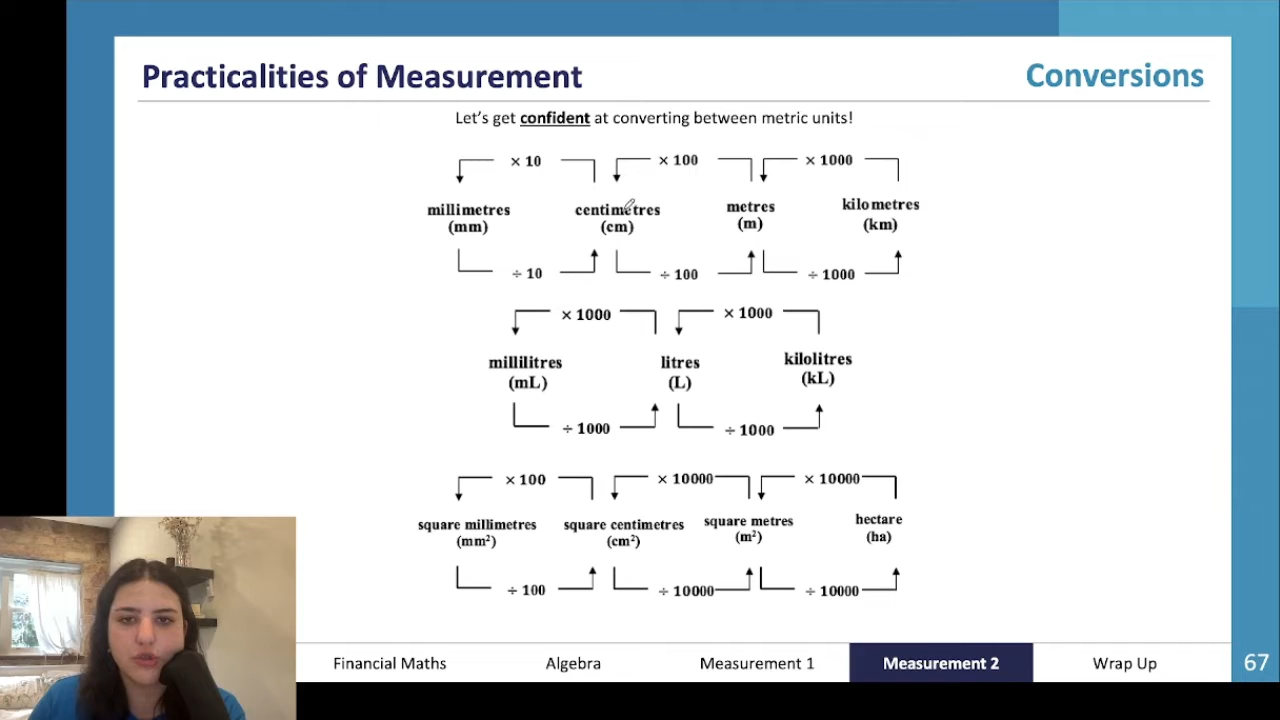 Practicalities of Measurement
Conversions
Let's get confident at converting between metric units!
× 10
× 100
× 1000
millimetres
(mm)
centimetres
(cm)
metres
(m)
kilometres
(km)
÷ 10
÷ 100
÷ 1000
× 1000
× 1000
millilitres
(mL)
litres
(L)
kilolitres
(kL)
÷ 1000
÷ 1000
× 100
× 10000
× 10000
square millimetres
(mm²)
square centimetres
(cm²)
square metres
(m²)
hectare
(ha)
÷ 100
÷ 10000
÷ 10000
Financial Maths
Algebra
Measurement 1
Measurement 2
Wrap Up
67